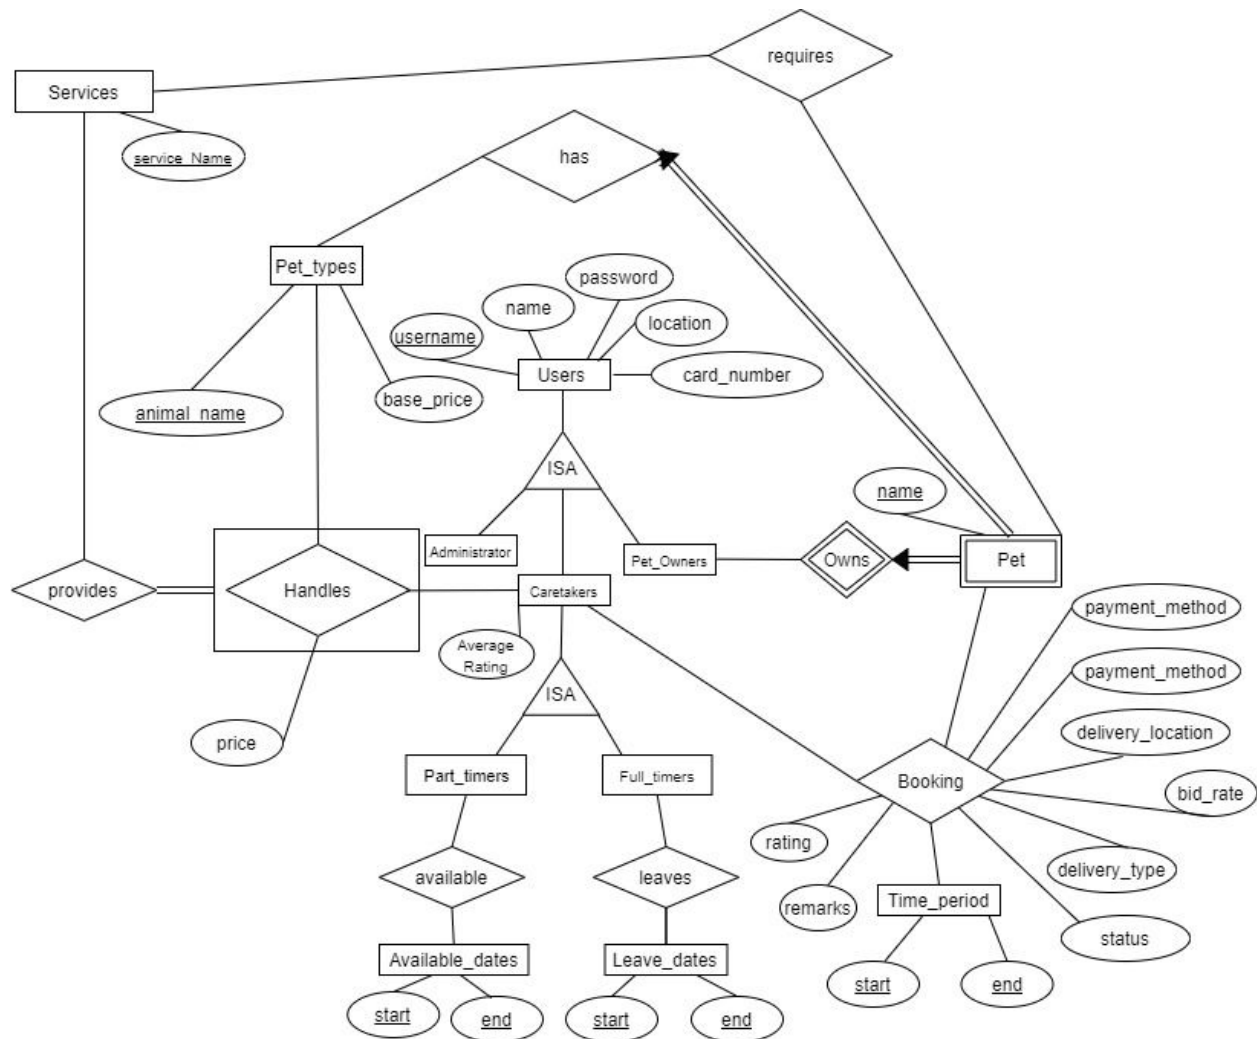 requires
Services
service_Name
has
Pet_types
password
name
location
username
Users
card_number
base_price
animal_name
ISA
name
Administrator
Pet_Owners
Owns
Pet
provides
Handles
Caretakers
payment_method
Average
Rating
payment_method
ISA
price
delivery_location
Part_timers
Full_timers
Booking
bid_rate
rating
available
leaves
delivery_type
remarks
Time_period
status
Available_dates
Leave_dates
start
end
start
end
start
end